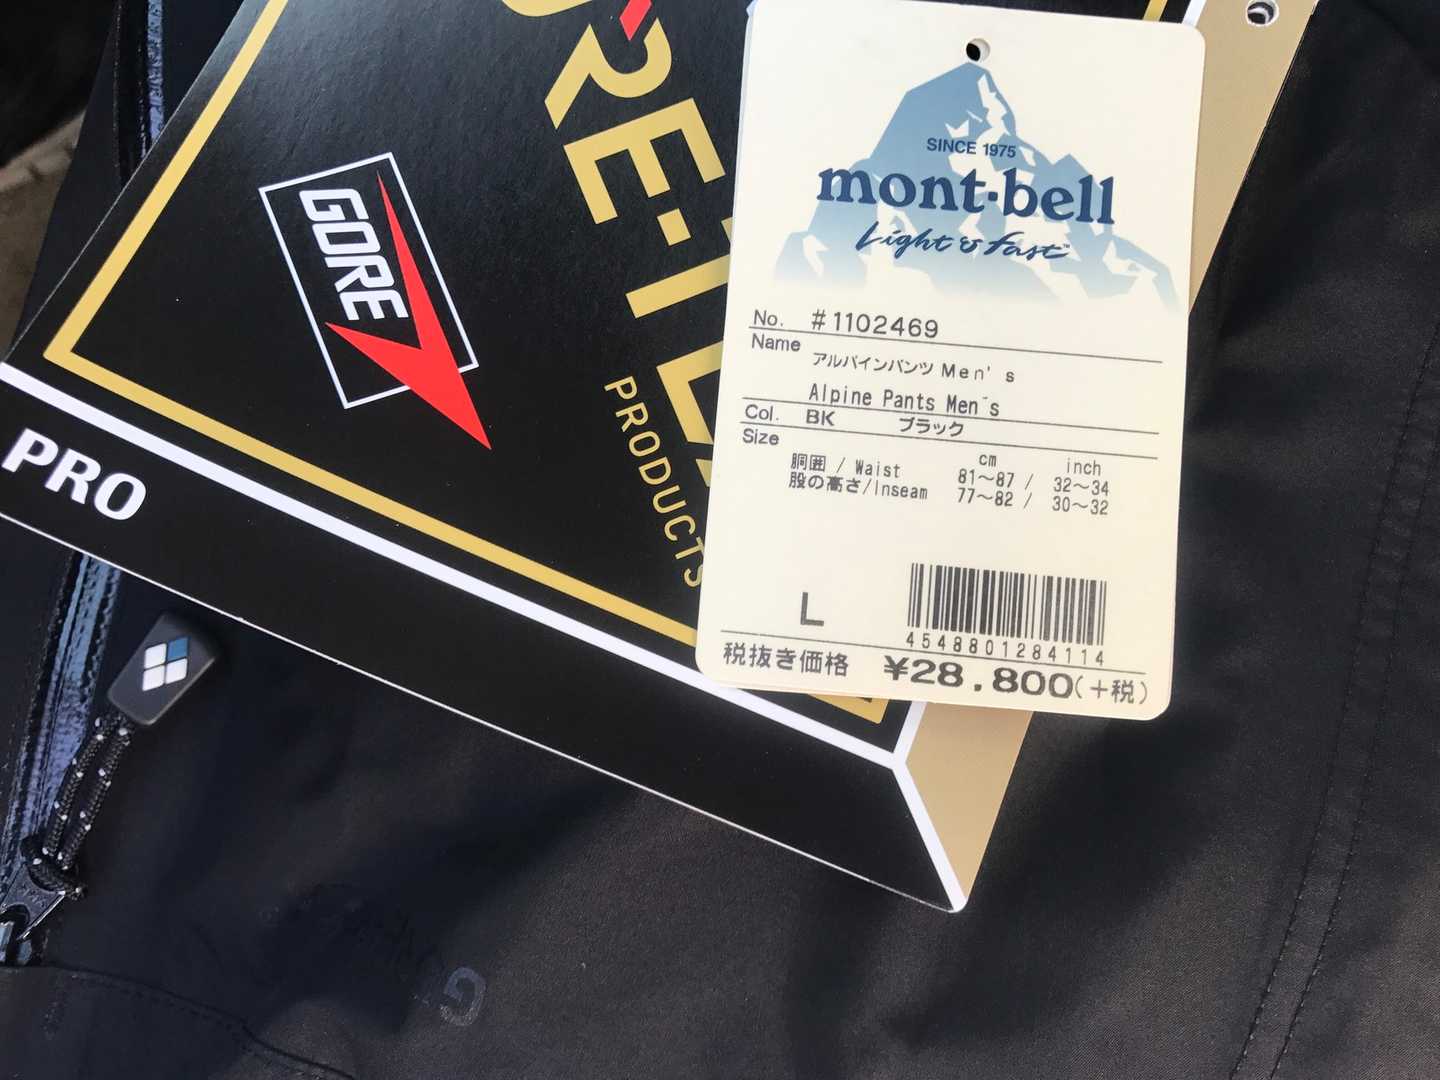 GORE-TEX
PRODUCTS
GORE
PRO
SINCE 1975
mont-bell
Light & Fast™
No. #1102469
Name アルパインパンツ Men's
Alpine Pants Men's
Col. BK ブラック
Size
cm inch
胴囲 / Waist 81～87 / 32～34
股の高さ/Inseam 77～82 / 30～32
L
4548801284114
税抜き価格 ¥28.800(+税)